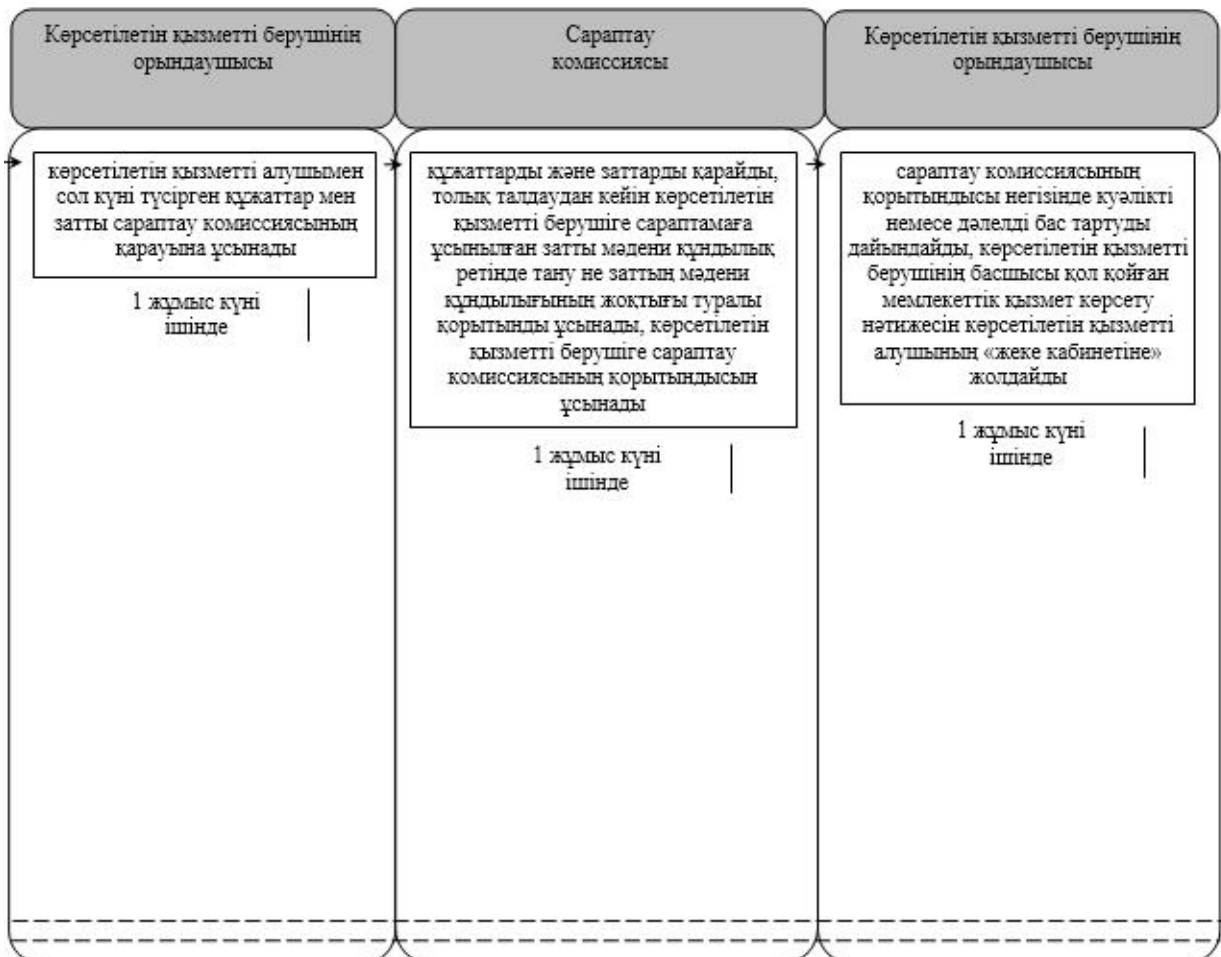 Көрсетілетін қызметті берушінің
орындаушысы
Сараптау
комиссиясы
Көрсетілетін қызметті берушінің
орындаушысы
көрсетілетін қызметті алушымен
сол күні түсірген құжаттар мен
затты сараптау комиссиясының
қарауына ұсынады
1 жұмыс күні
ішінде
құжаттарды және заттарды қарайды,
толық талдаудан кейін көрсетілетін
қызметті берушіге сараптамаға
ұсынылған затты мәдени құндылық
ретінде тану не заттың мәдени
құндылығының жоқтығы туралы
қорытынды ұсынады, көрсетілетін
қызметті берушіге сараптау
комиссиясының қорытындысын
ұсынады
1 жұмыс күні
ішінде
сараптау комиссиясының
қорытындысы негізінде куәлікті
немесе дәлелді бас тартуды
дайындайды, көрсетілетін қызметті
берушінің басшысы қол қойған
мемлекеттік қызмет көрсету
нәтижесін көрсетілетін қызметті
алушының «жеке кабинетіне»
жолдайды
1 жұмыс күні
ішінде